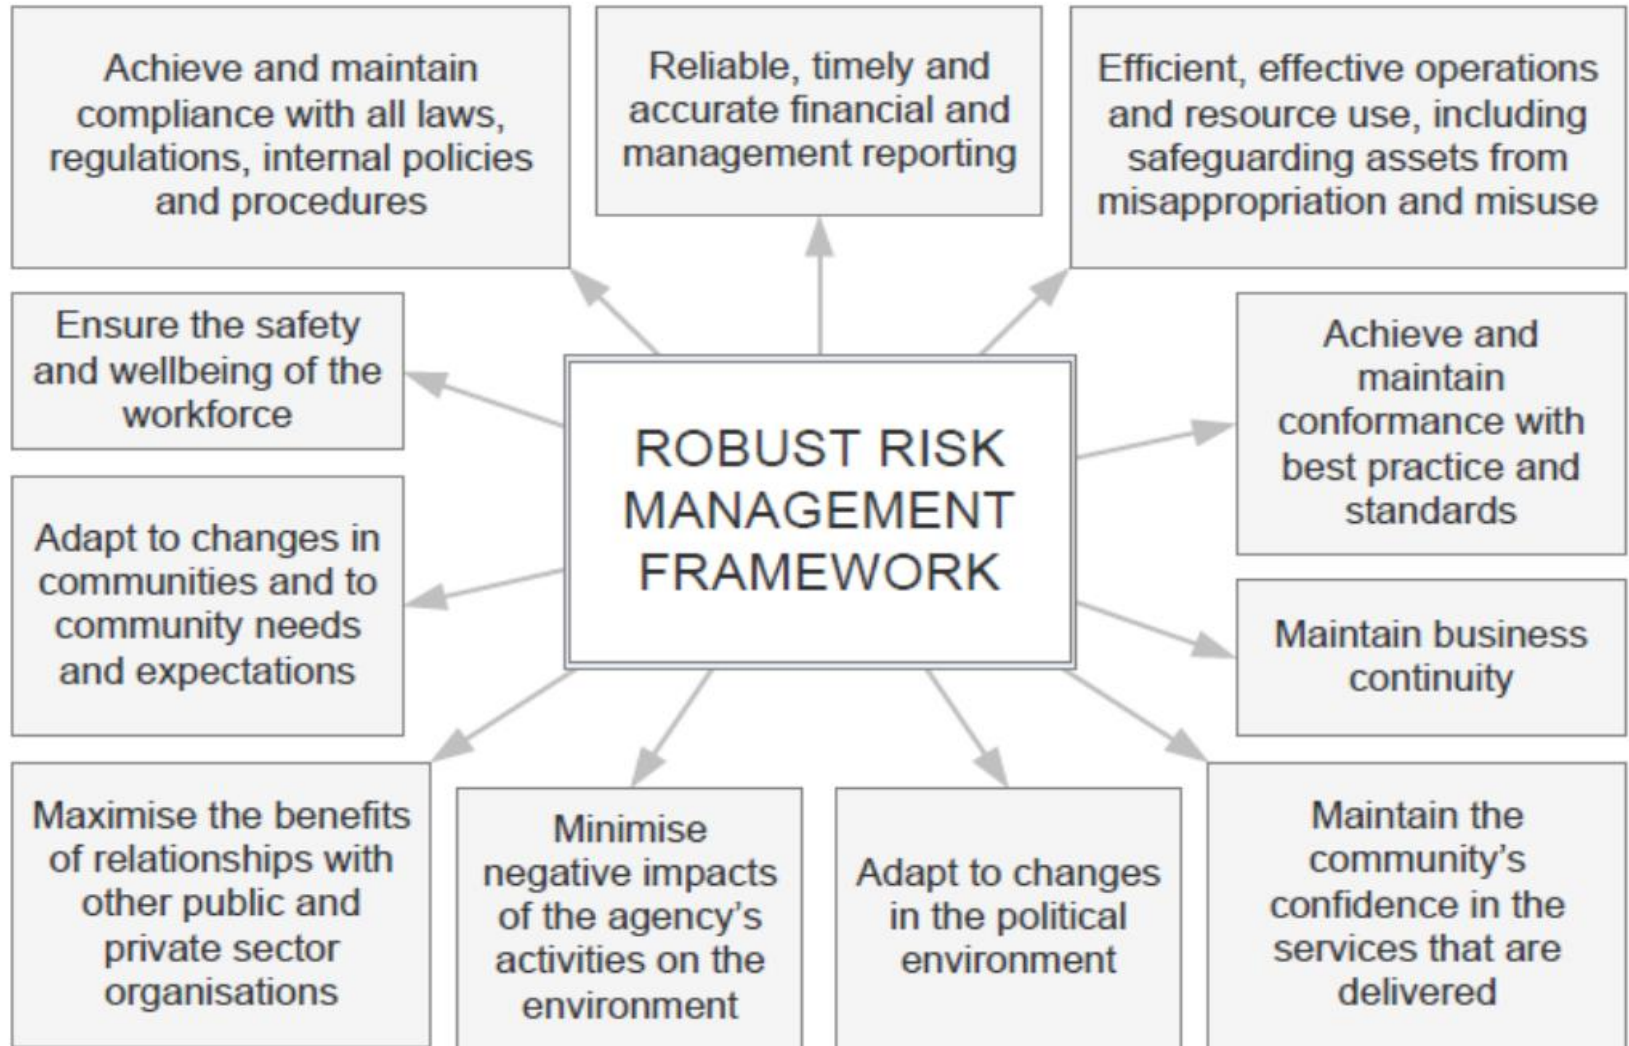 Achieve and maintain
compliance with all laws,
regulations, internal policies
and procedures
Reliable, timely and
accurate financial and
management reporting
Efficient, effective operations
and resource use, including
safeguarding assets from
misappropriation and misuse
Ensure the safety
and wellbeing of the
workforce
Achieve and
maintain
conformance with
best practice and
standards
ROBUST RISK
MANAGEMENT
FRAMEWORK
Adapt to changes in
communities and to
community needs
and expectations
Maintain business
continuity
Maximise the benefits
of relationships with
other public and
private sector
organisations
Minimise
negative impacts
of the agency’s
activities on the
environment
Adapt to changes
in the political
environment
Maintain the
community’s
confidence in the
services that are
delivered